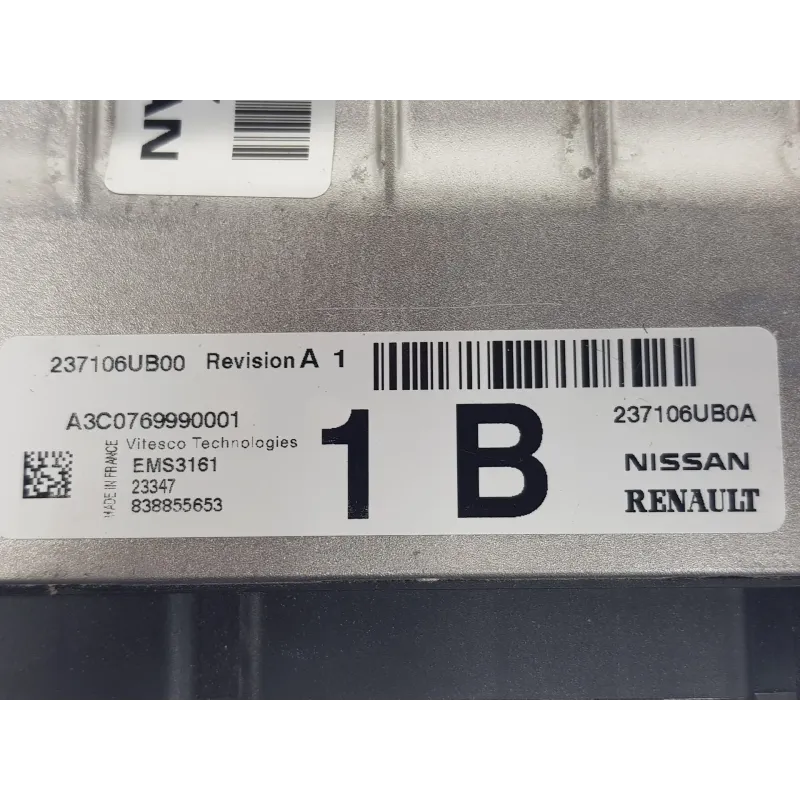 237106UB00 Revision A 1
A3C0769990001
Vitesco Technologies
EMS3161
23347
838855653
MADE IN FRANCE
1 B
237106UB0A
NISSAN
RENAULT